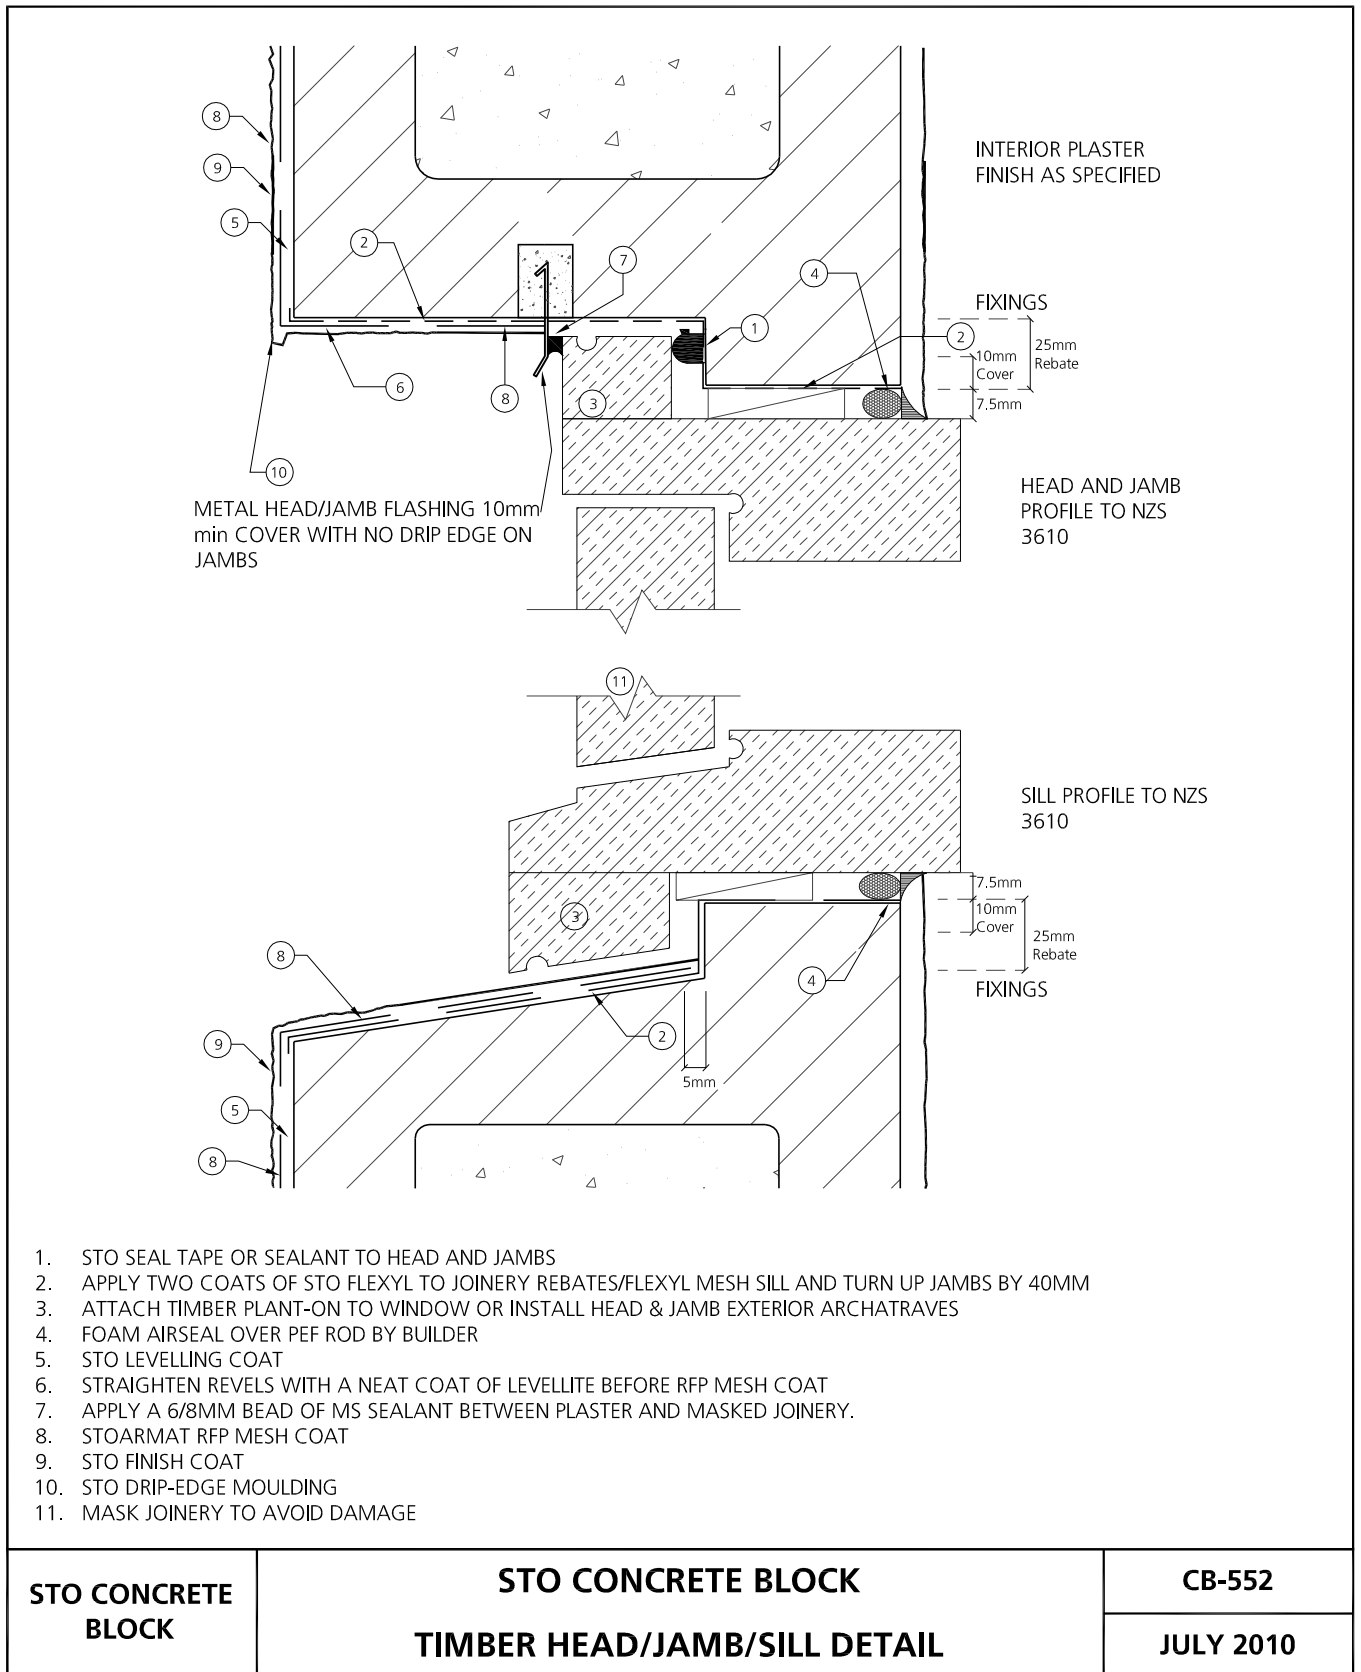 8
9
5
2
7
4
1
2
6
8
3
10
INTERIOR PLASTER
FINISH AS SPECIFIED
FIXINGS
25mm
Rebate
10mm
Cover
7.5mm
METAL HEAD/JAMB FLASHING 10mm
min COVER WITH NO DRIP EDGE ON
JAMBS
HEAD AND JAMB
PROFILE TO NZS
3610
11
SILL PROFILE TO NZS
3610
7.5mm
10mm
Cover
25mm
Rebate
FIXINGS
3
8
4
9
2
5mm
5
8
1. STO SEAL TAPE OR SEALANT TO HEAD AND JAMBS
2. APPLY TWO COATS OF STO FLEXYL TO JOINERY REBATES/FLEXYL MESH SILL AND TURN UP JAMBS BY 40MM
3. ATTACH TIMBER PLANT-ON TO WINDOW OR INSTALL HEAD & JAMB EXTERIOR ARCHATRAVES
4. FOAM AIRSEAL OVER PEF ROD BY BUILDER
5. STO LEVELLING COAT
6. STRAIGHTEN REVELS WITH A NEAT COAT OF LEVELLITE BEFORE RFP MESH COAT
7. APPLY A 6/8MM BEAD OF MS SEALANT BETWEEN PLASTER AND MASKED JOINERY.
8. STOARMAT RFP MESH COAT
9. STO FINISH COAT
10. STO DRIP-EDGE MOULDING
11. MASK JOINERY TO AVOID DAMAGE
STO CONCRETE
BLOCK
STO CONCRETE BLOCK
TIMBER HEAD/JAMB/SILL DETAIL
CB-552
JULY 2010